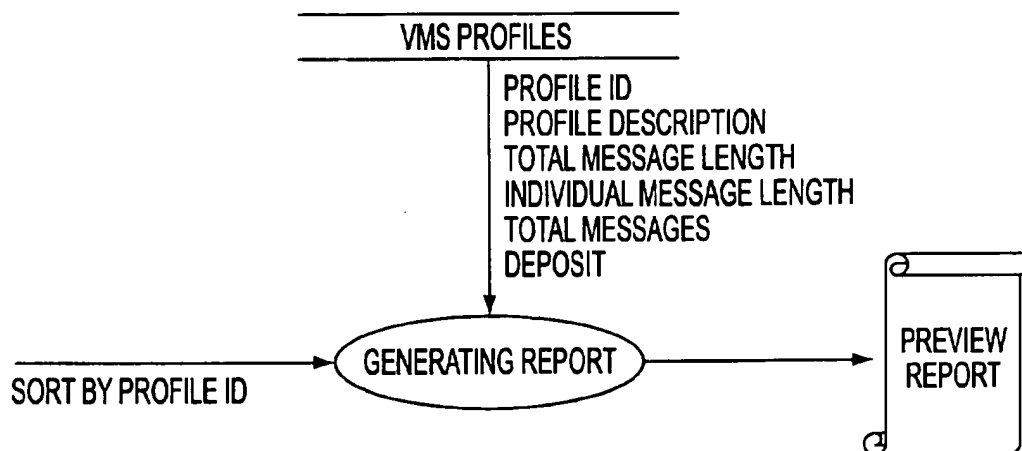 VMS PROFILES
PROFILE ID
PROFILE DESCRIPTION
TOTAL MESSAGE LENGTH
INDIVIDUAL MESSAGE LENGTH
TOTAL MESSAGES
DEPOSIT
SORT BY PROFILE ID
GENERATING REPORT
PREVIEW
REPORT